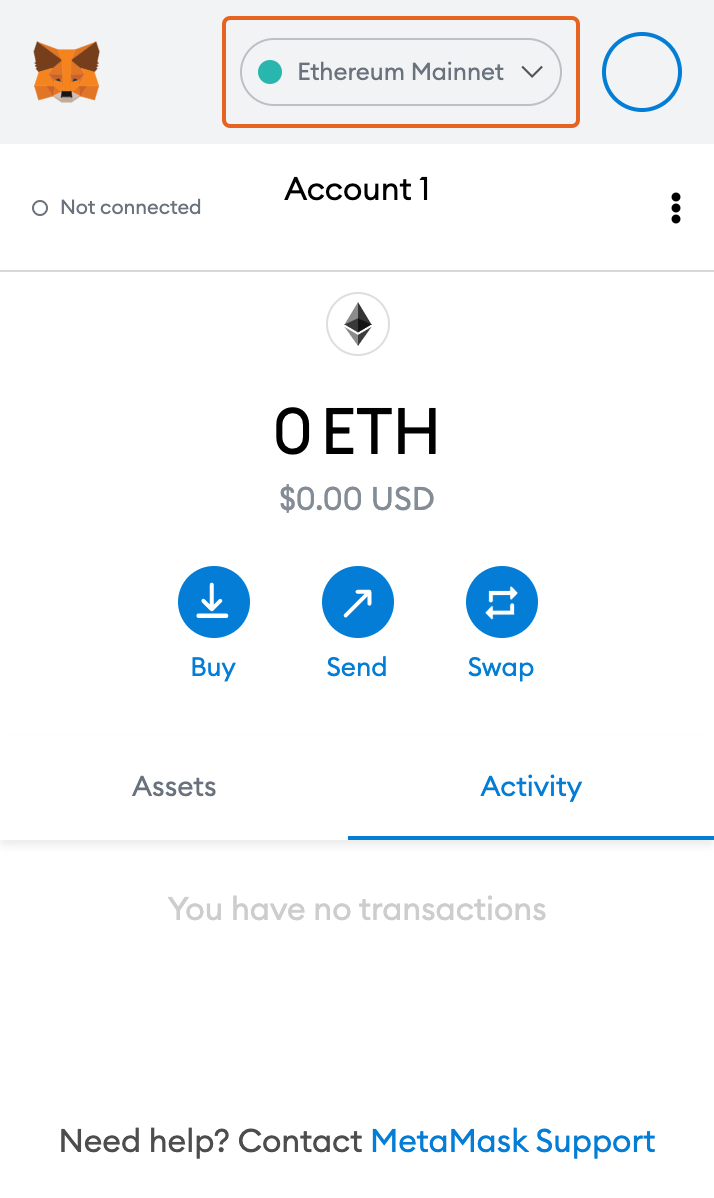 Ethereum Mainnet
Account 1
Not connected
0 ETH
$0.00 USD
Buy Send Swap
Assets Activity
You have no transactions
Need help? Contact MetaMask Support